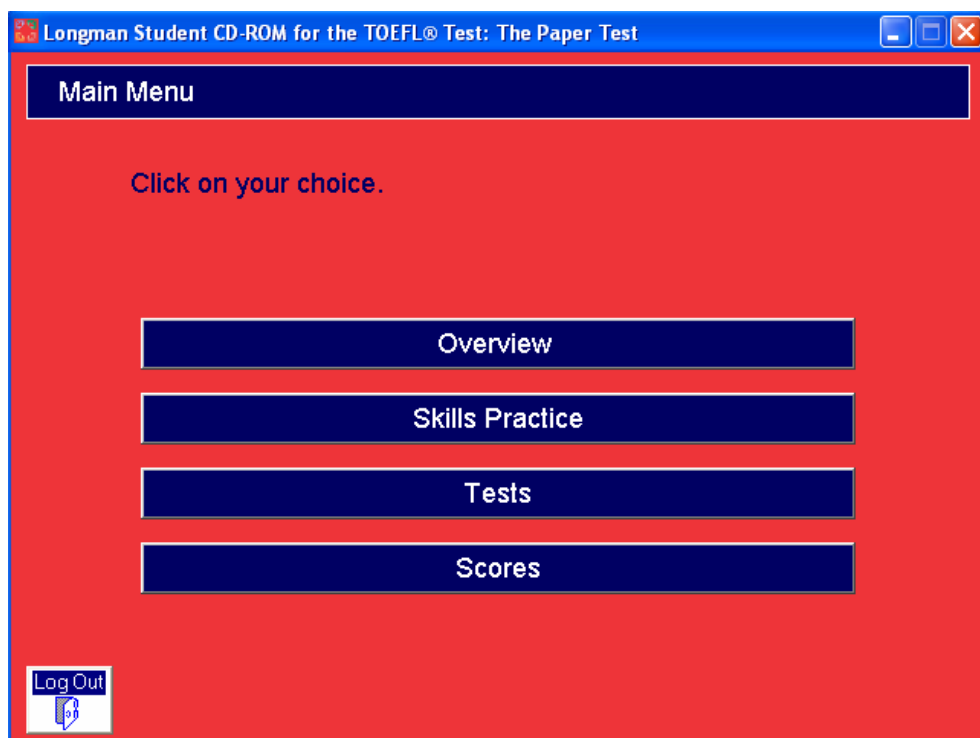 Longman Student CD-ROM for the TOEFL® Test: The Paper Test
Main Menu
Click on your choice.
Overview
Skills Practice
Tests
Scores
Log Out